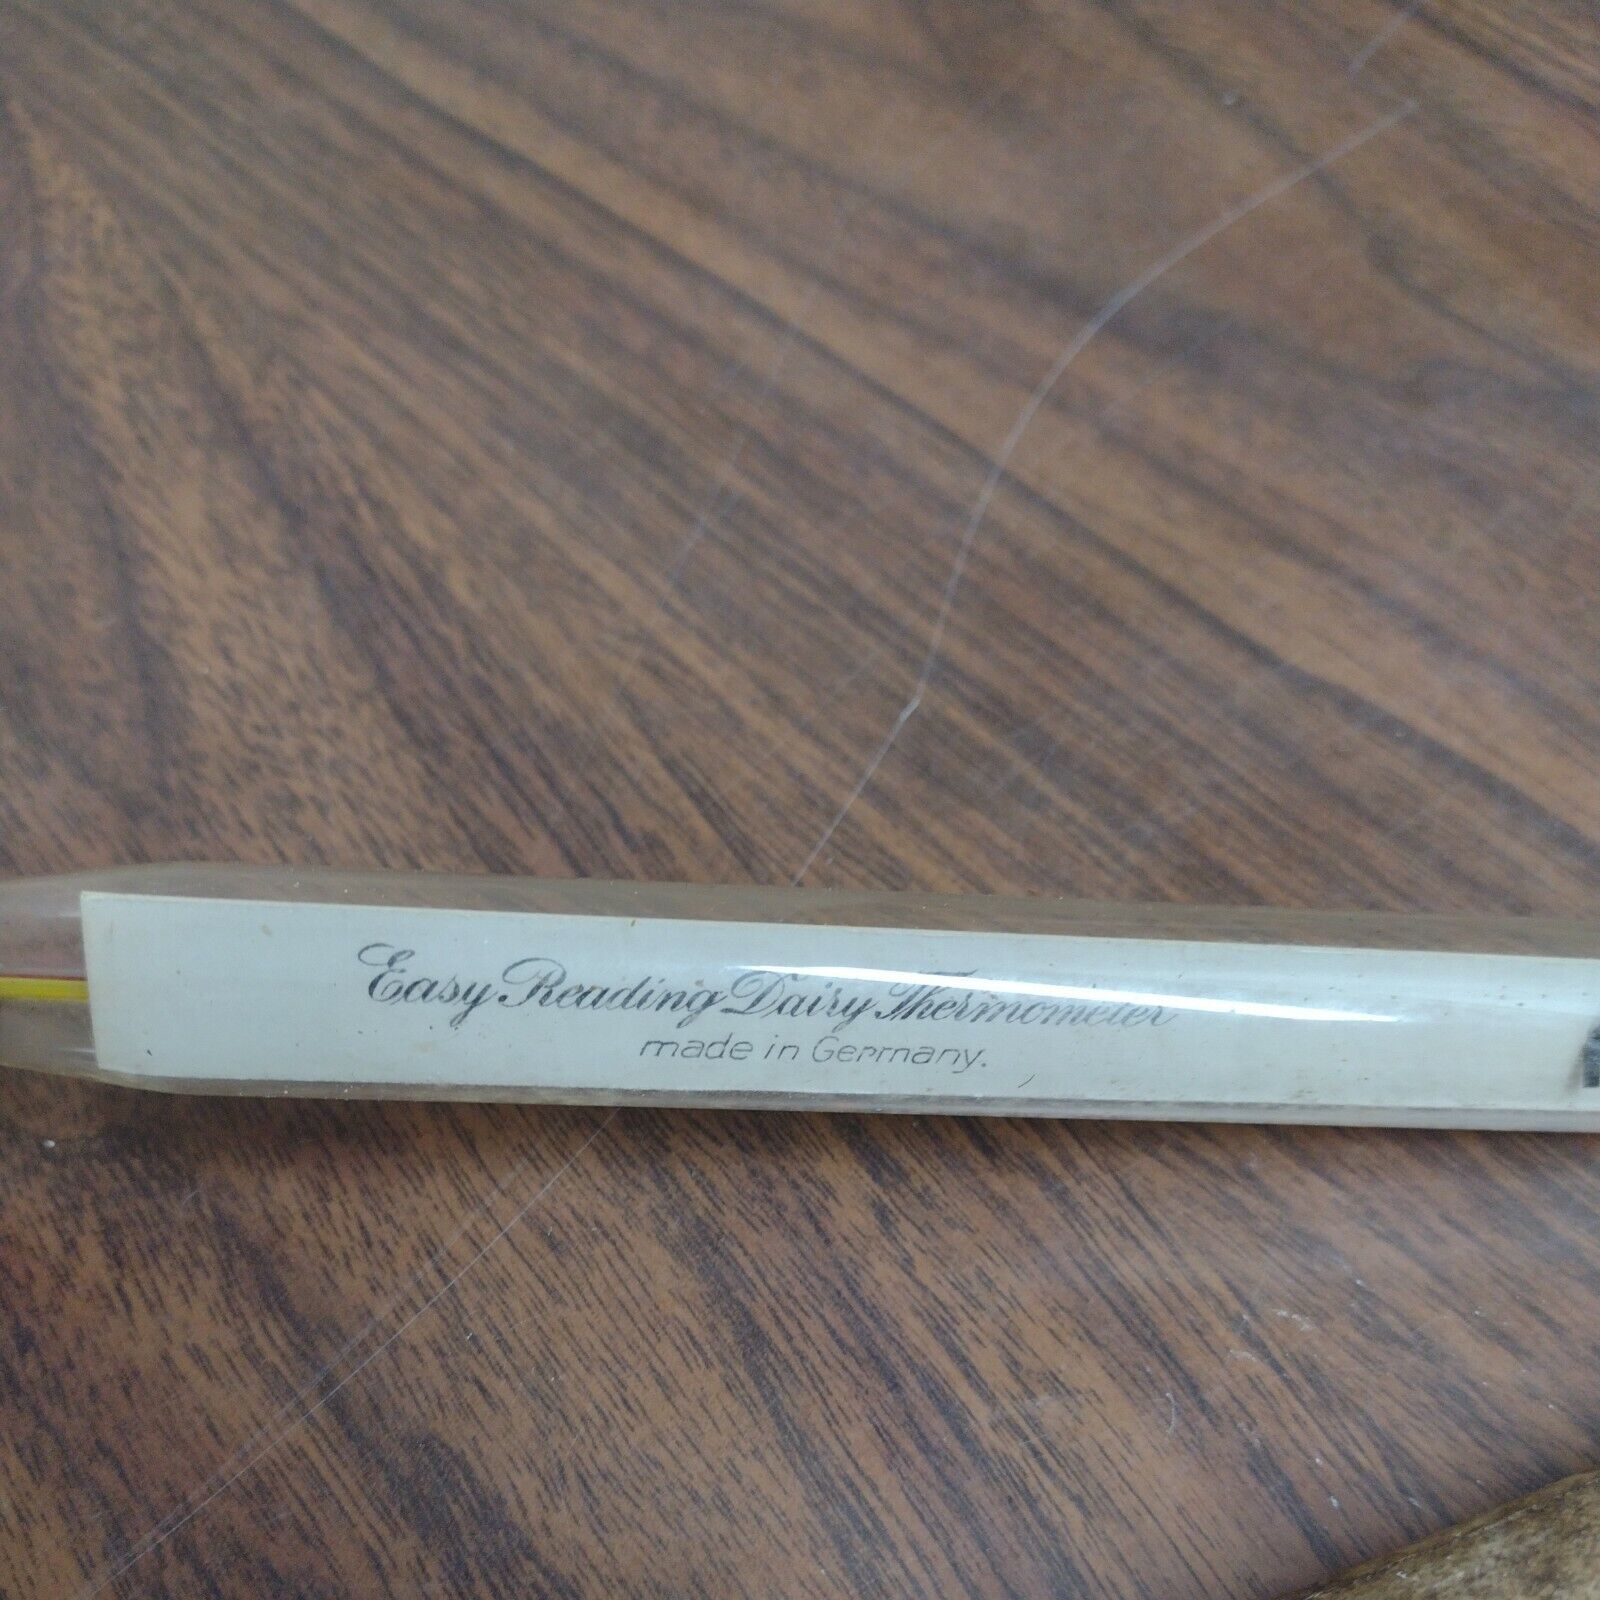 Easy Reading Dairy Thermometer
made in Germany.